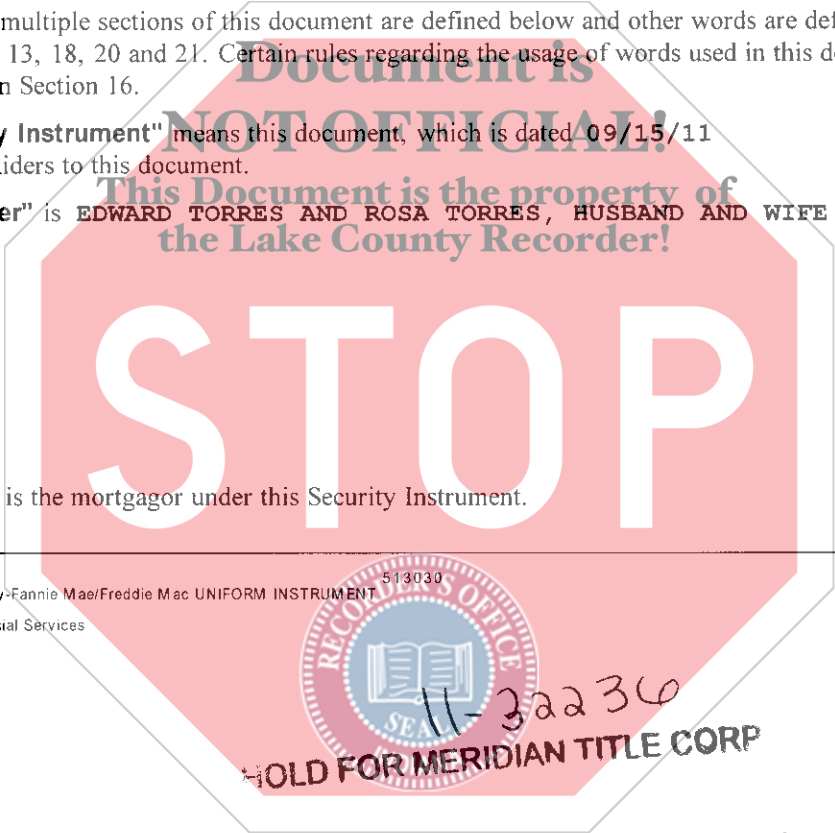 multiple sections of this document are defined below and other words are def
13, 18, 20 and 21. Certain rules regarding the usage of words used in this d
n Section 16.
Document is
NOT OFFICIAL!
This Document is the property of
the Lake County Recorder!
y Instrument" means this document, which is dated 09/15/11
iders to this document.
er" is EDWARD TORRES AND ROSA TORRES, HUSBAND AND WIFE
STOP
is the mortgagor under this Security Instrument.
513030
y-Fannie Mae/Freddie Mac UNIFORM INSTRUMENT
cial Services
RECORDER'S OFFICE
SEAL
11-32236
HOLD FOR MERIDIAN TITLE CORP